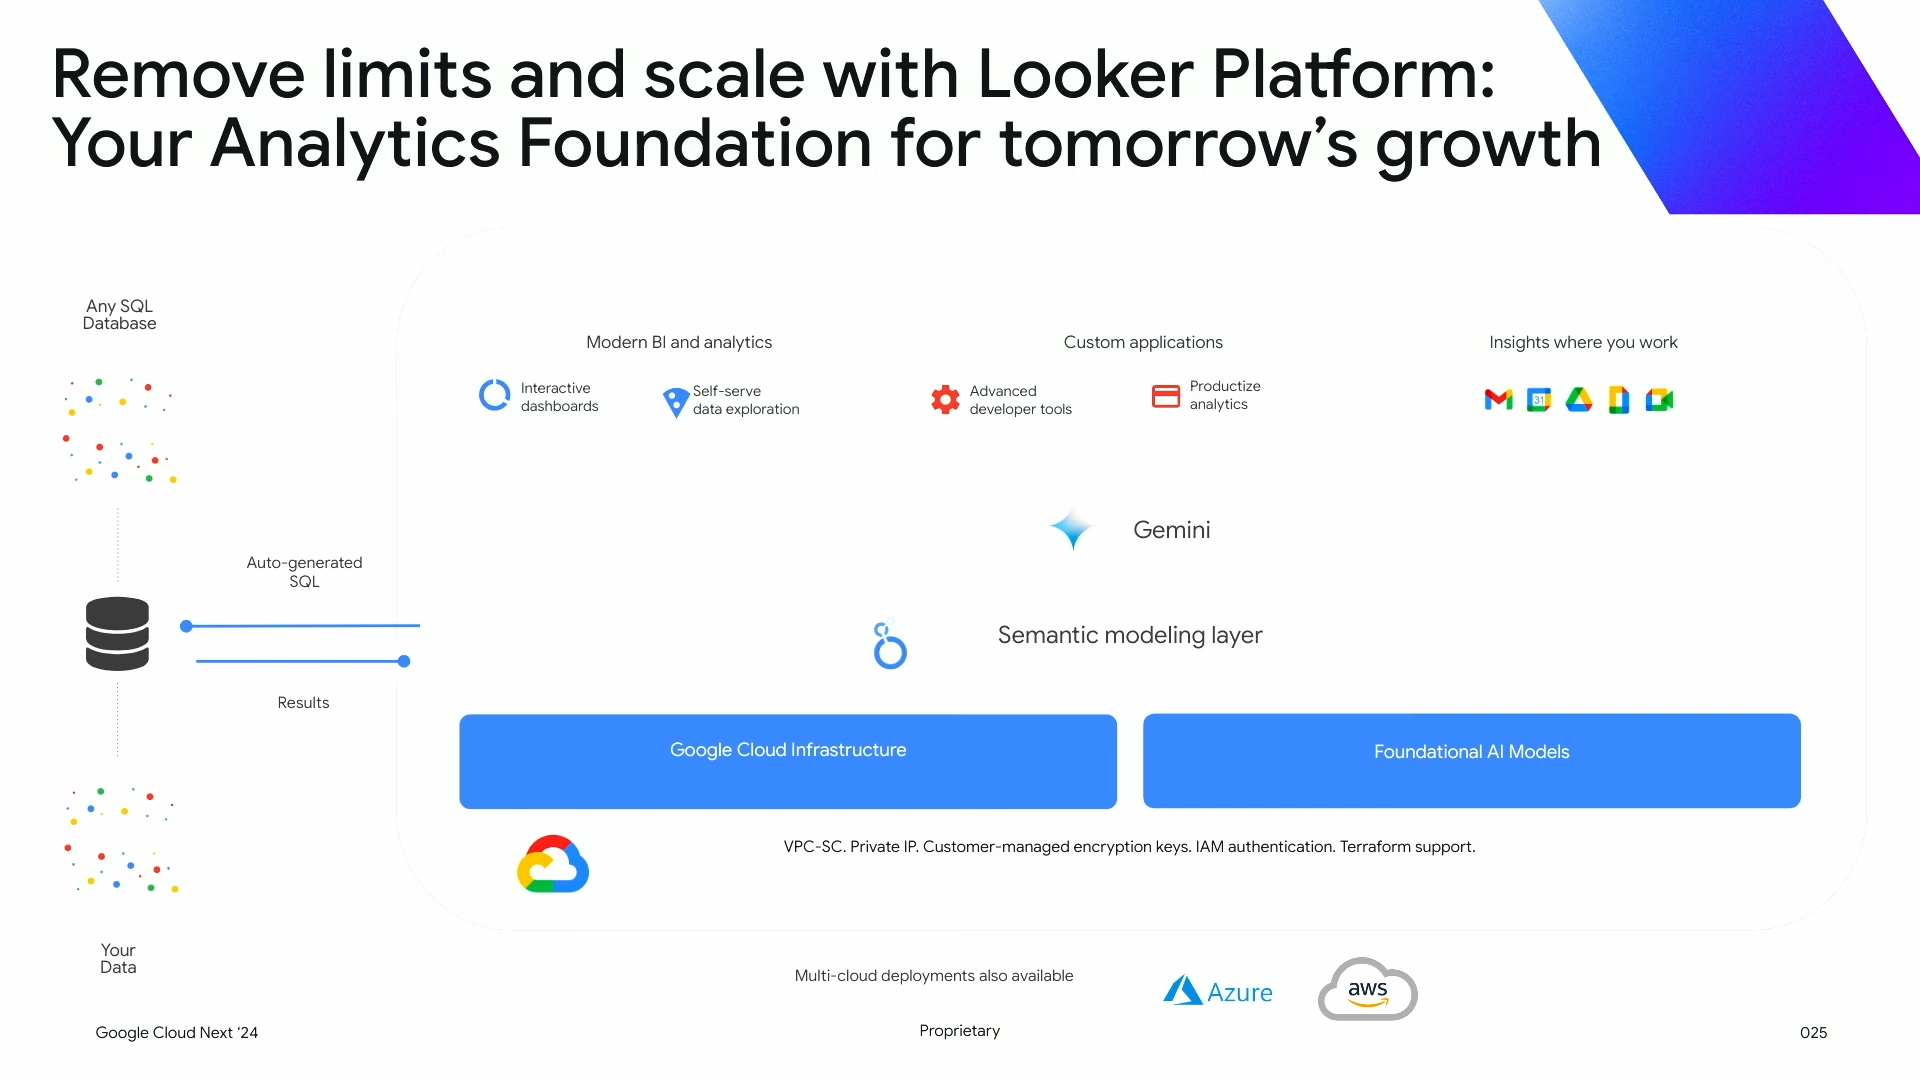 Remove limits and scale with Looker Platform:
Your Analytics Foundation for tomorrow’s growth
Any SQL
Database
Auto-generated
SQL
Results
Your
Data
Modern BI and analytics
Interactive
dashboards
Self-serve
data exploration
Custom applications
Advanced
developer tools
Productize
analytics
Insights where you work
31
Gemini
Semantic modeling layer
Google Cloud Infrastructure
Foundational AI Models
VPC-SC. Private IP. Customer-managed encryption keys. IAM authentication. Terraform support.
Multi-cloud deployments also available
Azure
aws
Google Cloud Next ‘24
Proprietary
025